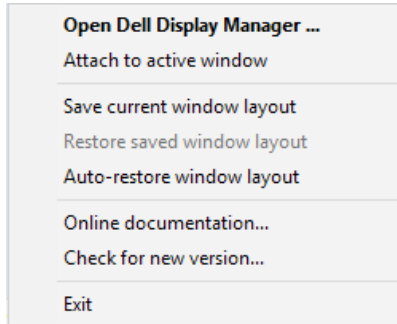 Open Dell Display Manager ...
Attach to active window
Save current window layout
Restore saved window layout
Auto-restore window layout
Online documentation...
Check for new version...
Exit